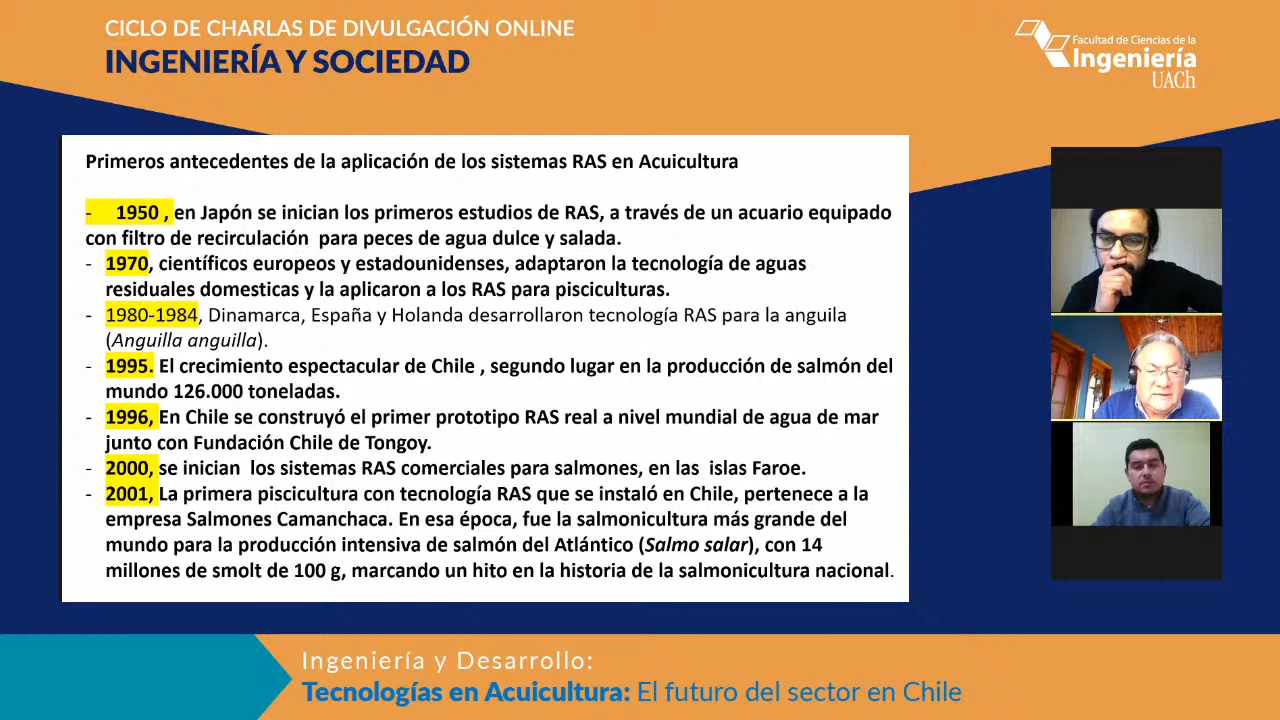 CICLO DE CHARLAS DE DIVULGACIÓN ONLINE
INGENIERÍA Y SOCIEDAD
Facultad de Ciencias de la
Ingeniería
UACh
Primeros antecedentes de la aplicación de los sistemas RAS en Acuicultura
- 1950 , en Japón se inician los primeros estudios de RAS, a través de un acuario equipado
con filtro de recirculación para peces de agua dulce y salada.
- 1970, científicos europeos y estadounidenses, adaptaron la tecnología de aguas
residuales domesticas y la aplicaron a los RAS para pisciculturas.
- 1980-1984, Dinamarca, España y Holanda desarrollaron tecnología RAS para la anguila
(Anguilla anguilla).
- 1995. El crecimiento espectacular de Chile , segundo lugar en la producción de salmón del
mundo 126.000 toneladas.
- 1996, En Chile se construyó el primer prototipo RAS real a nivel mundial de agua de mar
junto con Fundación Chile de Tongoy.
- 2000, se inician los sistemas RAS comerciales para salmones, en las islas Faroe.
- 2001, La primera piscicultura con tecnología RAS que se instaló en Chile, pertenece a la
empresa Salmones Camanchaca. En esa época, fue la salmonicultura más grande del
mundo para la producción intensiva de salmón del Atlántico (Salmo salar), con 14
millones de smolt de 100 g, marcando un hito en la historia de la salmonicultura nacional.
Ingeniería y Desarrollo:
Tecnologías en Acuicultura: El futuro del sector en Chile